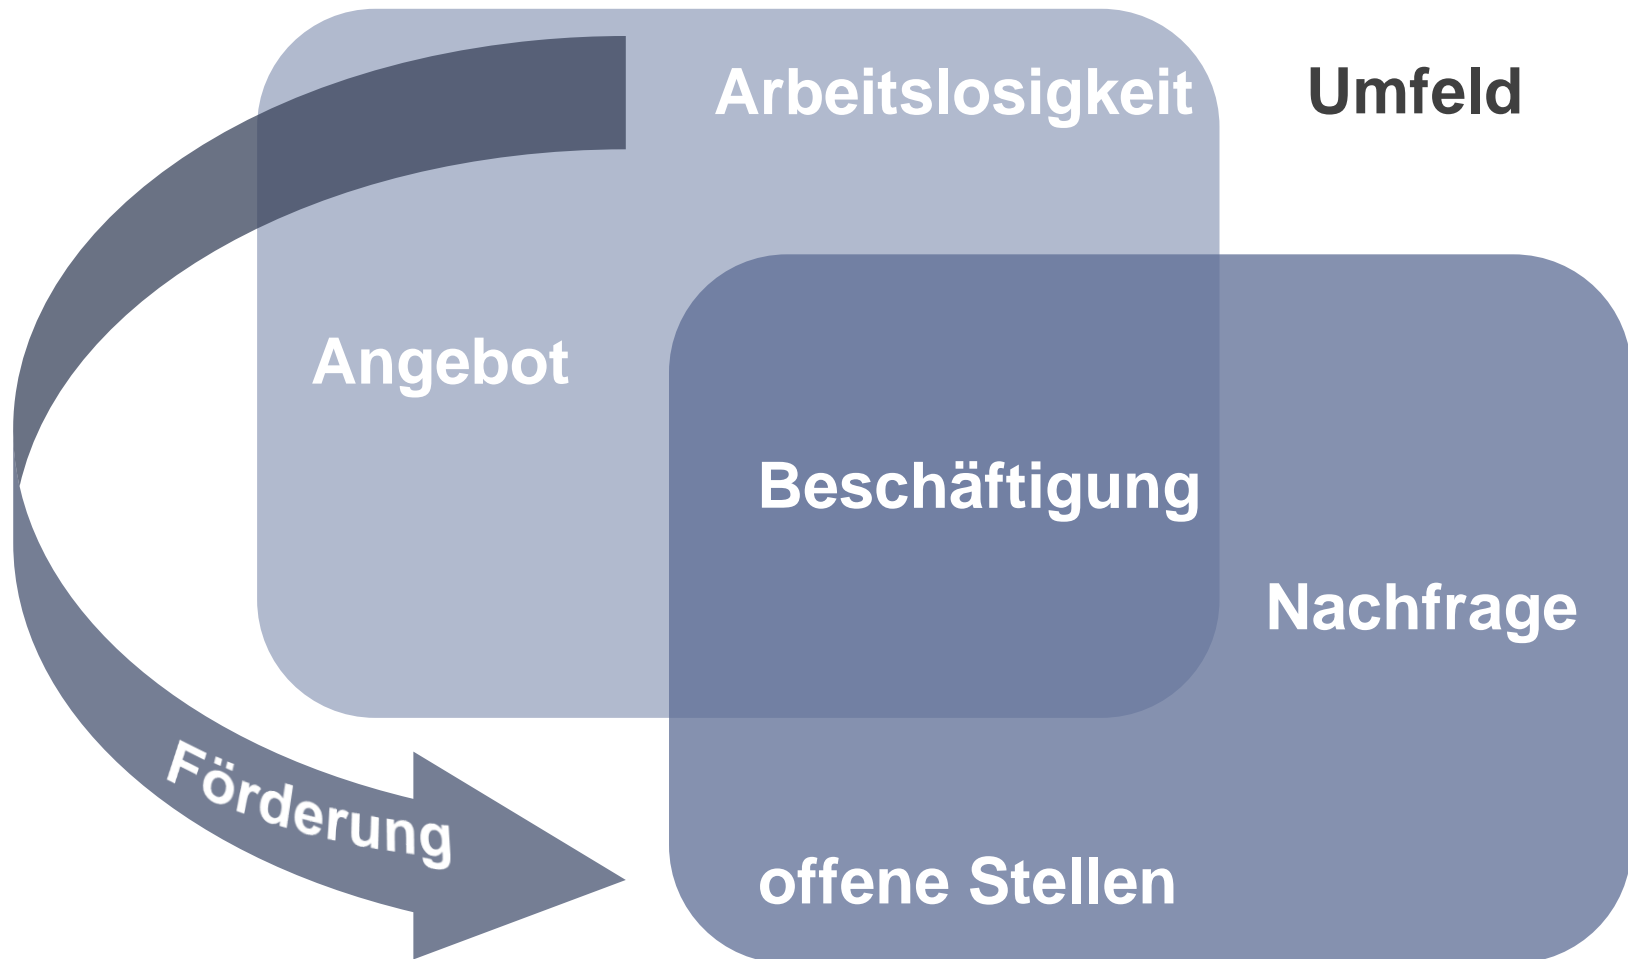 Arbeitslosigkeit
Umfeld
Angebot
Beschäftigung
Nachfrage
Förderung
offene Stellen